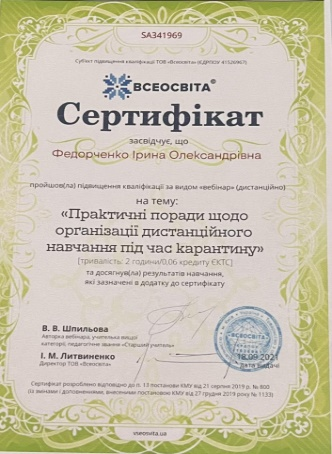 SA341969
Суб'єкт підвищення кваліфікації ТОВ «Всеосвіта» (ЄДРПОУ 41526967)
ВСЕОСВІТА®
Сертифікат
засвідчує, що
Федорченко Ірина Олександрівна
пройшов(ла) підвищення кваліфікації за видом «вебінар» (дистанційно)
на тему:
«Практичні поради щодо
організації дистанційного
навчання під час карантину»
[тривалість: 2 години/0.06 кредиту ЄКТС]
та досягнув(ла) результатів навчання,
які зазначені в додатку до сертифікату
В. В. Шпильова
Авторка вебінара, учителька вищої
категорії, педагогічне звання «Старший учитель»
І. М. Литвиненко
Директор ТОВ «Всеосвіта»
ВСЕОСВІТА
18.09.2021
дата видачі
Сертифікат розроблено відповідно до п. 13 постанови КМУ від 21 серпня 2019 р. № 800
(із змінами і доповненнями, внесеними постановою КМУ від 27 грудня 2019 року № 1133)
vseosvita.ua